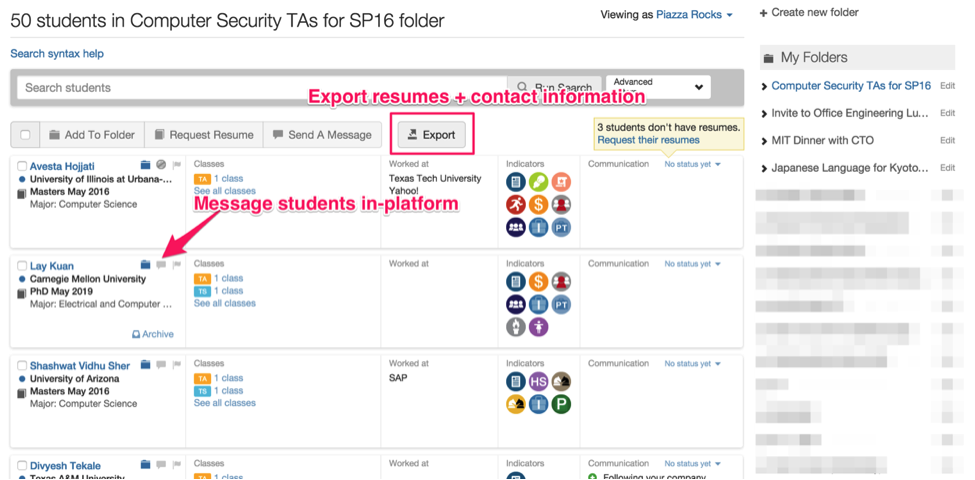 50 students in Computer Security TAs for SP16 folder
Viewing as Piazza Rocks
Search syntax help
Search students
Run Search
Advanced
Export resumes + contact information
Add To Folder
Request Resume
Send A Message
Export
3 students don't have resumes.
Request their resumes
Avesta Hojjati
University of Illinois at Urbana-...
Masters May 2016
Major: Computer Science
Classes
TA 1 class
See all classes
Worked at
Texas Tech University
Yahoo!
Indicators
$
PT
Communication
No status yet
Message students in-platform
Lay Kuan
Carnegie Mellon University
PhD May 2019
Major: Electrical and Computer ...
Archive
Classes
TA 1 class
TB 1 class
See all classes
Worked at
Indicators
$
PT
Communication
No status yet
Shashwat Vidhu Sher
University of Arizona
Masters May 2016
Major: Computer Science
Classes
TA 1 class
TB 1 class
See all classes
Worked at
SAP
Indicators
HS
P
Communication
No status yet
Divyesh Tekale
Texas A&M University
Classes
TA 1 class
Worked at
Indicators
Communication
No status yet
Following your company
+ Create new folder
My Folders
Computer Security TAs for SP16 Edit
Invite to Office Engineering Lu... Edit
MIT Dinner with CTO Edit
Japanese Language for Kyoto... Edit